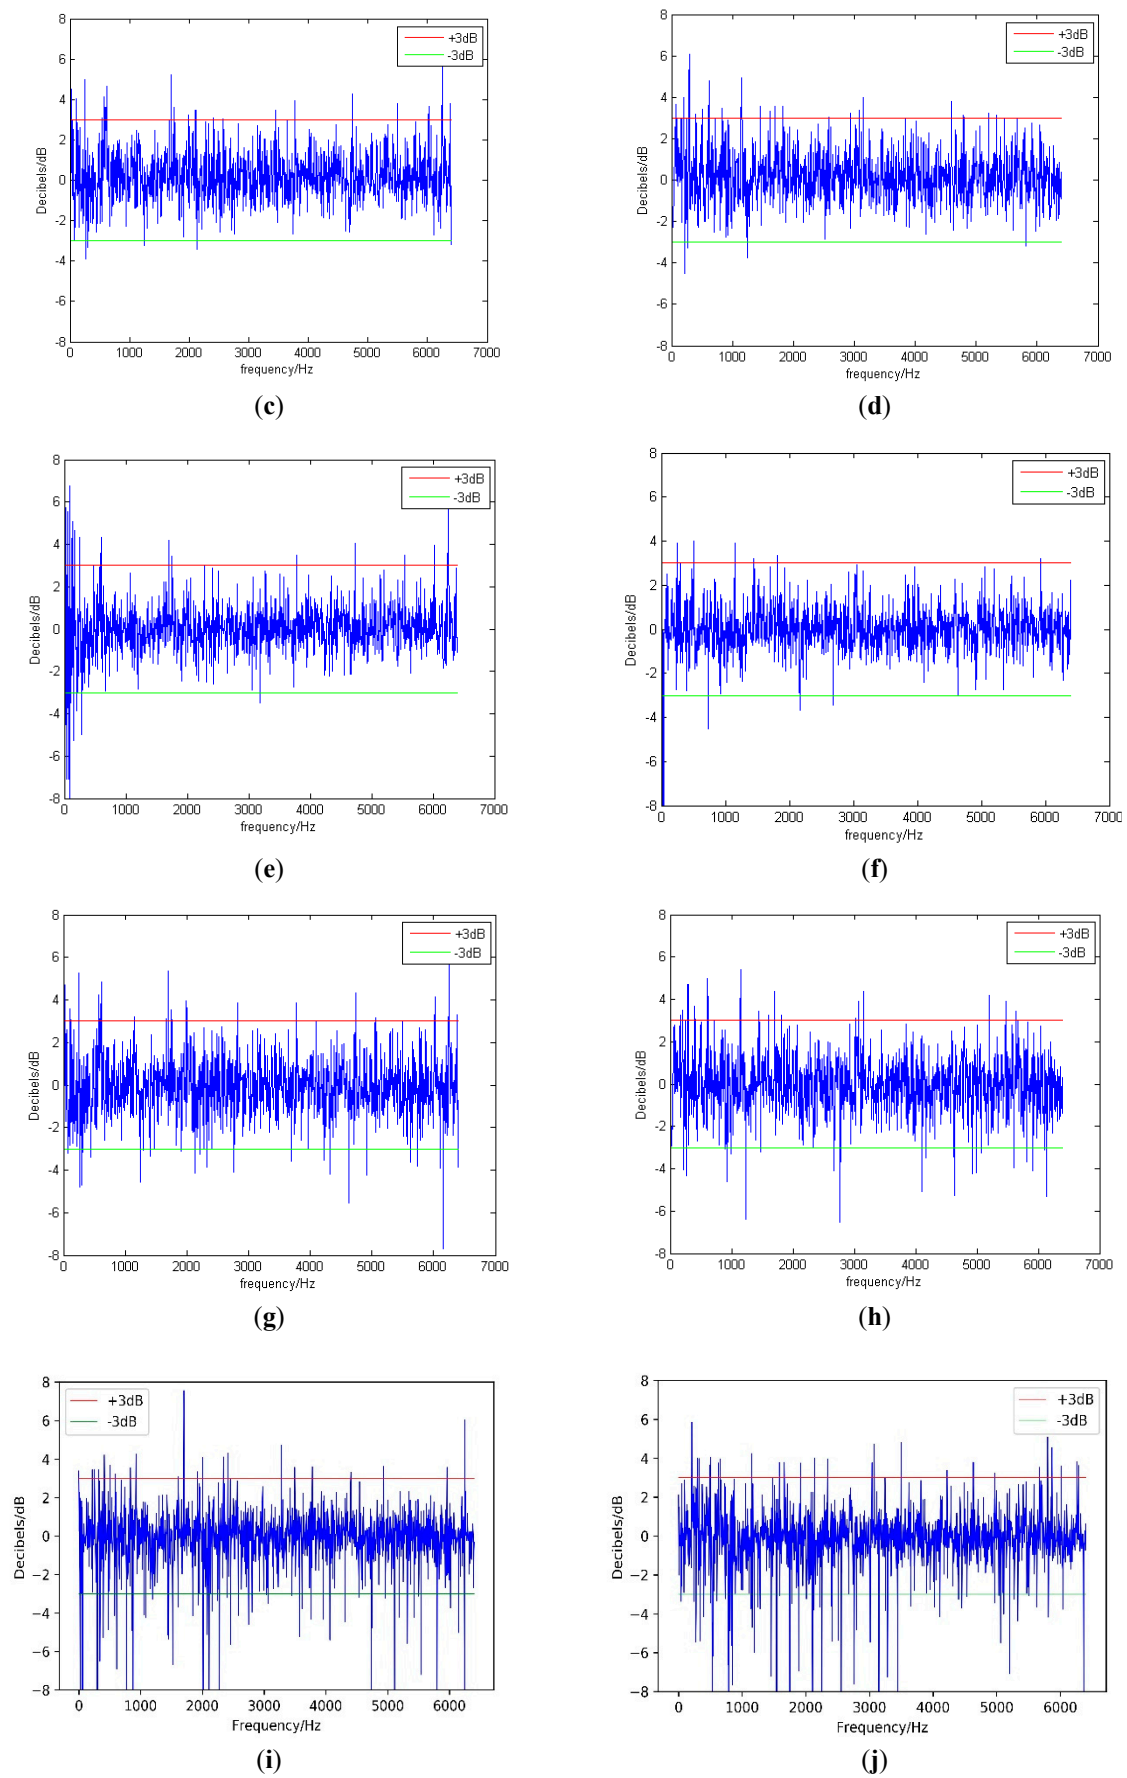 8
6
4
2
0
-2
-4
-6
-8
Decibels/dB
+3dB
-3dB
0 1000 2000 3000 4000 5000 6000 7000
frequency/Hz
(c)
8
6
4
2
0
-2
-4
-6
-8
Decibels/dB
+3dB
-3dB
0 1000 2000 3000 4000 5000 6000 7000
frequency/Hz
(d)
8
6
4
2
0
-2
-4
-6
-8
Decibels/dB
+3dB
-3dB
0 1000 2000 3000 4000 5000 6000 7000
frequency/Hz
(e)
8
6
4
2
0
-2
-4
-6
-8
Decibels/dB
+3dB
-3dB
0 1000 2000 3000 4000 5000 6000 7000
frequency/Hz
(f)
8
6
4
2
0
-2
-4
-6
-8
Decibels/dB
+3dB
-3dB
0 1000 2000 3000 4000 5000 6000 7000
frequency/Hz
(g)
8
6
4
2
0
-2
-4
-6
-8
Decibels/dB
+3dB
-3dB
0 1000 2000 3000 4000 5000 6000 7000
frequency/Hz
(h)
8
6
4
2
0
−2
−4
−6
−8
Decibels/dB
+3dB
-3dB
0 1000 2000 3000 4000 5000 6000
Frequency/Hz
(i)
8
6
4
2
0
−2
−4
−6
−8
Decibels/dB
+3dB
-3dB
0 1000 2000 3000 4000 5000 6000
Frequency/Hz
(j)